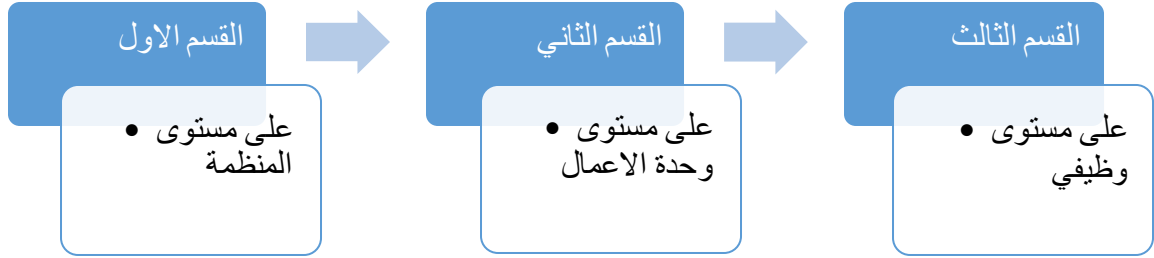 القسم الاول
• على مستوى
المنظمة
القسم الثاني
• على مستوى
وحدة الاعمال
القسم الثالث
• على مستوى
وظيفي